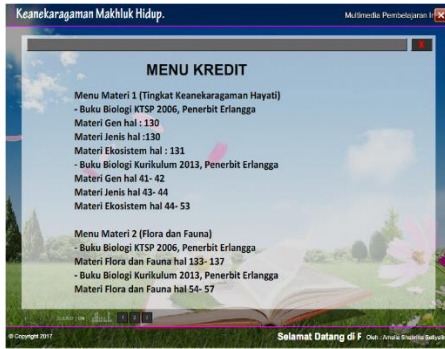 Keanekaragaman Makhluk Hidup.
Multimedia Pembelajaran
X
MENU KREDIT
Menu Materi 1 (Tingkat Keanekaragaman Hayati)
- Buku Biologi KTSP 2006, Penerbit Erlangga
Materi Gen hal : 130
Materi Jenis hal :130
Materi Ekosistem hal : 131
- Buku Biologi Kurikulum 2013, Penerbit Erlangga
Materi Gen hal 41- 42
Materi Jenis hal 43- 44
Materi Ekosistem hal 44- 53
Menu Materi 2 (Flora dan Fauna)
- Buku Biologi KTSP 2006, Penerbit Erlangga
Materi Flora dan Fauna hal 133- 137
- Buku Biologi Kurikulum 2013, Penerbit Erlangga
Materi Flora dan Fauna hal 54- 57
© Copyright 2017
Selamat Datang di
Oleh : Amalia